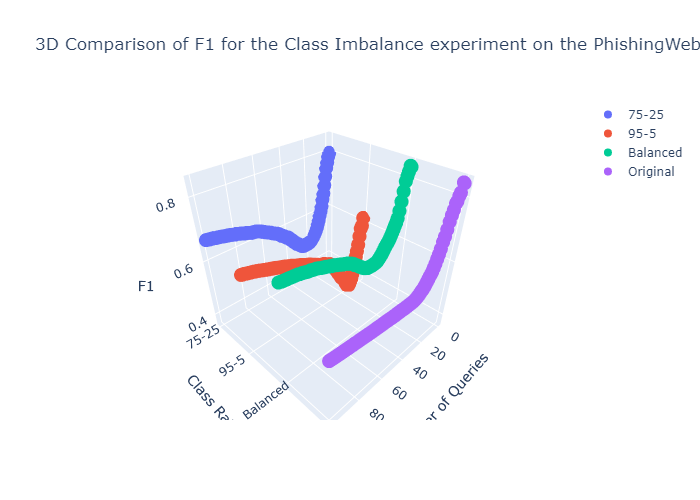 3D Comparison of F1 for the Class Imbalance experiment on the PhishingWeb
75-25
95-5
Balanced
Original
0.8
0.6
0.4
F1
75-25
95-5
Balanced
Class Ra
0
20
40
60
80
er of Queries